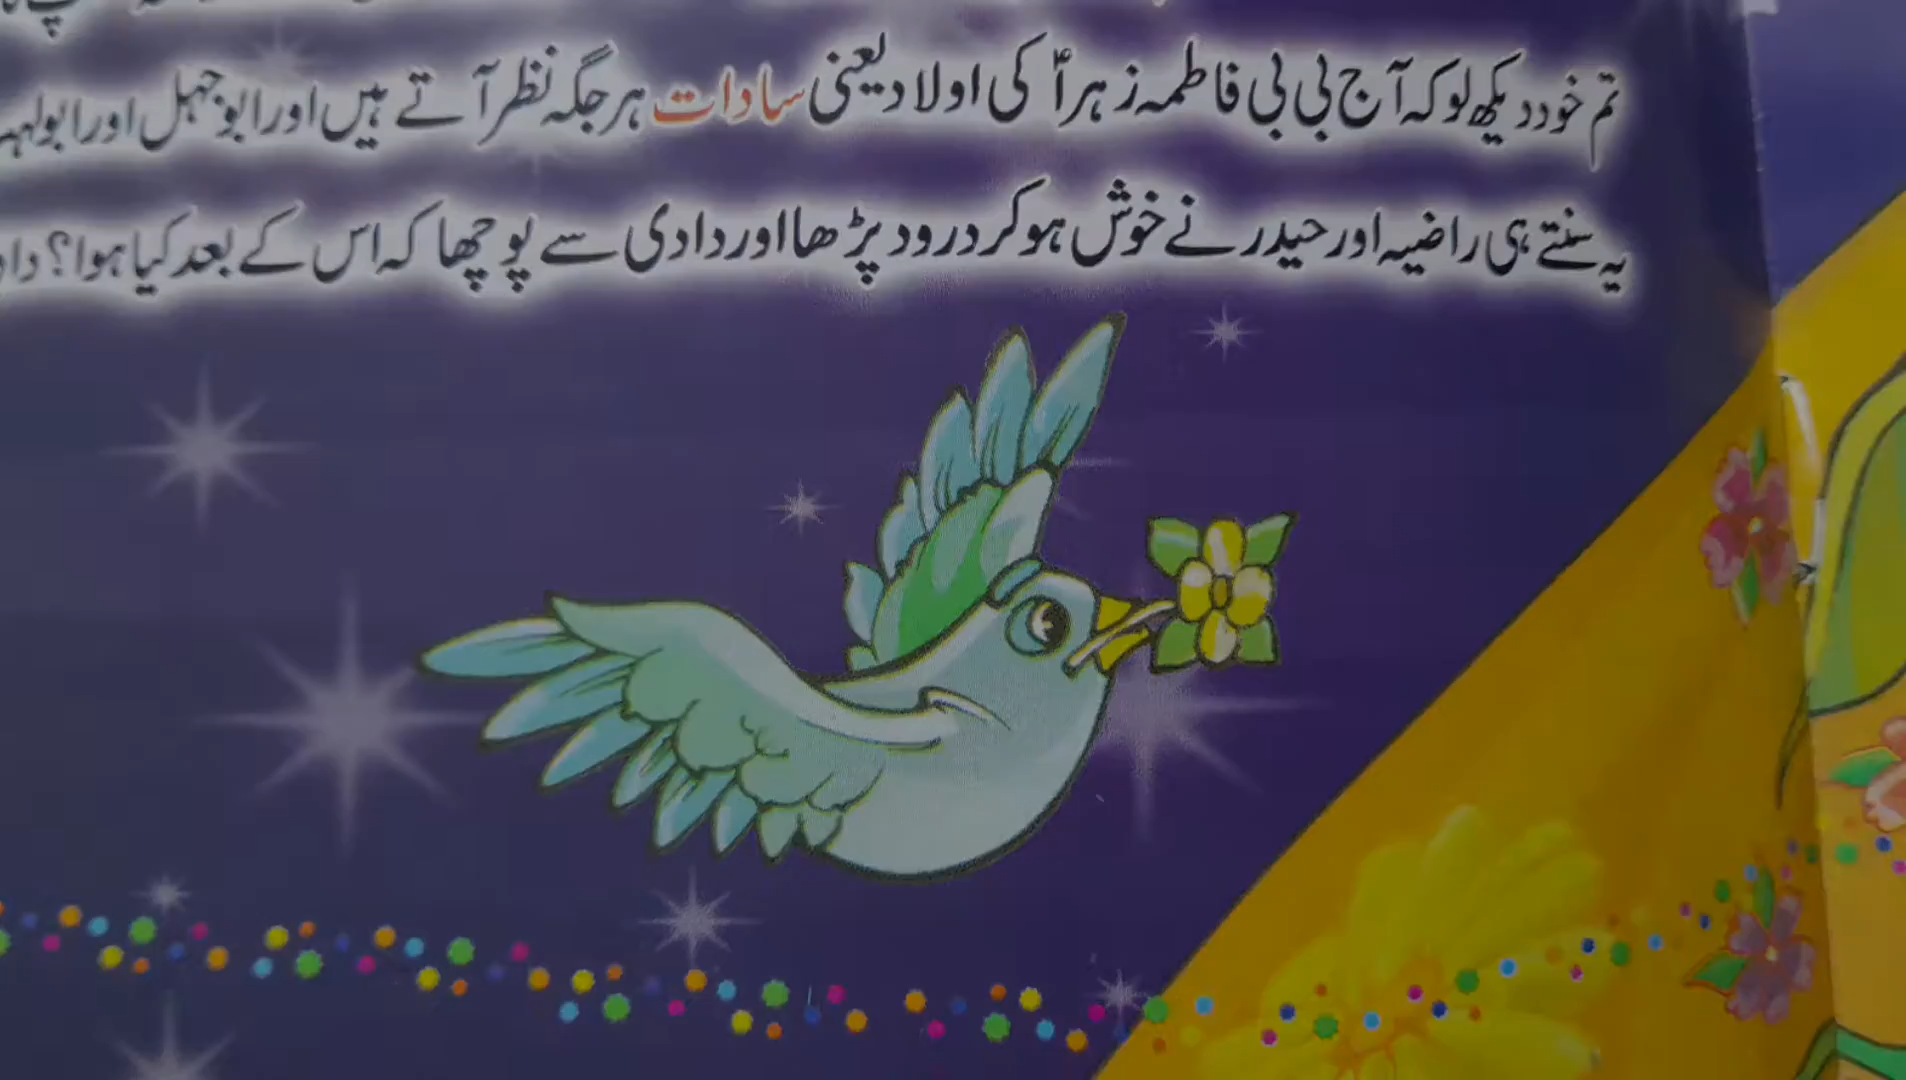 تم خود دیکھ لو کہ آج بی بی فاطمہ زہراؑ کی اولاد یعنی سادات ہر جگہ نظر آتے ہیں اور ابو جہل اور
یہ سنتے ہی راضیہ اور حیدر نے خوش ہو کر درود پڑھا اور دادی سے پوچھا کہ اس کے بعد کیا ہوا؟